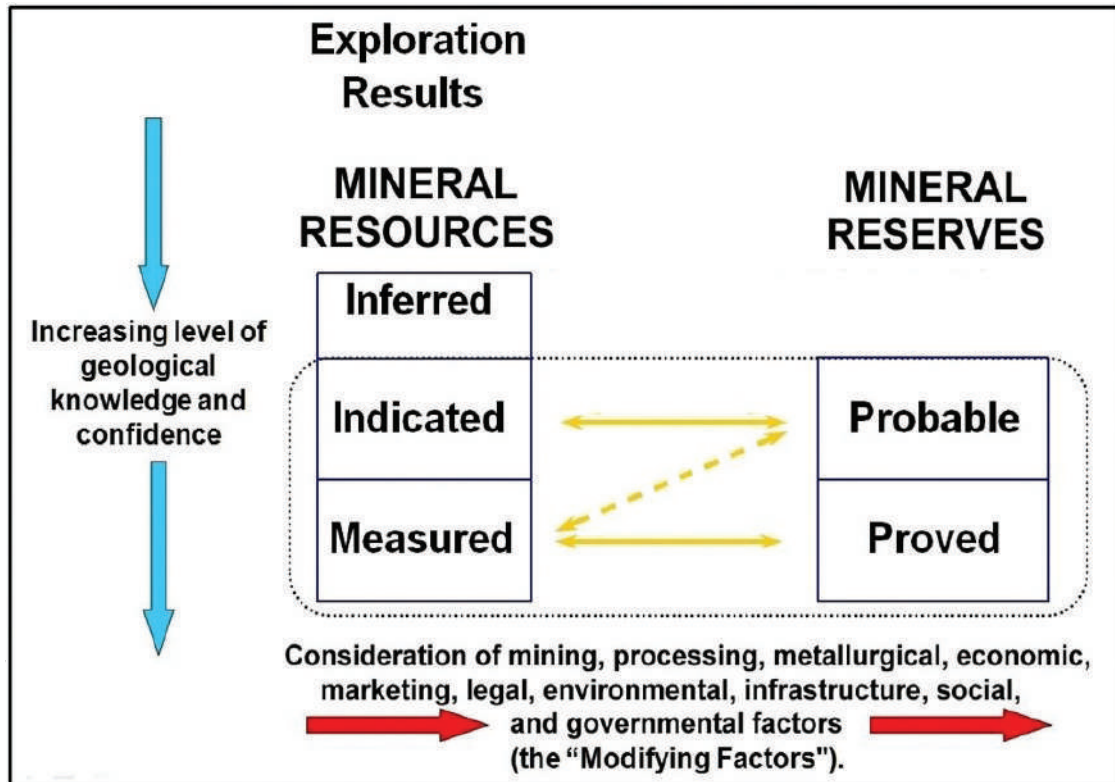 Exploration
Results
MINERAL
RESOURCES
MINERAL
RESERVES
Inferred
Increasing level of
geological
knowledge and
confidence
Indicated
Probable
Measured
Proved
Consideration of mining, processing, metallurgical, economic,
marketing, legal, environmental, infrastructure, social,
and governmental factors
(the “Modifying Factors").